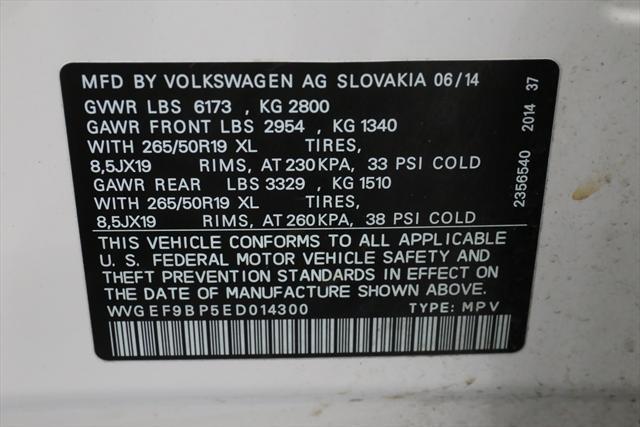 MFD BY VOLKSWAGEN AG SLOVAKIA 06/14
GVWR LBS 6173 , KG 2800
GAWR FRONT LBS 2954 , KG 1340
WITH 265/50R19 XL TIRES,
8,5JX19 RIMS, AT 230 KPA, 33 PSI COLD
GAWR REAR LBS 3329 , KG 1510
WITH 265/50R19 XL TIRES,
8,5JX19 RIMS, AT 260 KPA, 38 PSI COLD
THIS VEHICLE CONFORMS TO ALL APPLICABLE
U. S. FEDERAL MOTOR VEHICLE SAFETY AND
THEFT PREVENTION STANDARDS IN EFFECT ON
THE DATE OF MANUFACTURE SHOWN ABOVE.
WVGEF9BP5ED014300 TYPE: MPV
2356540 2014 37